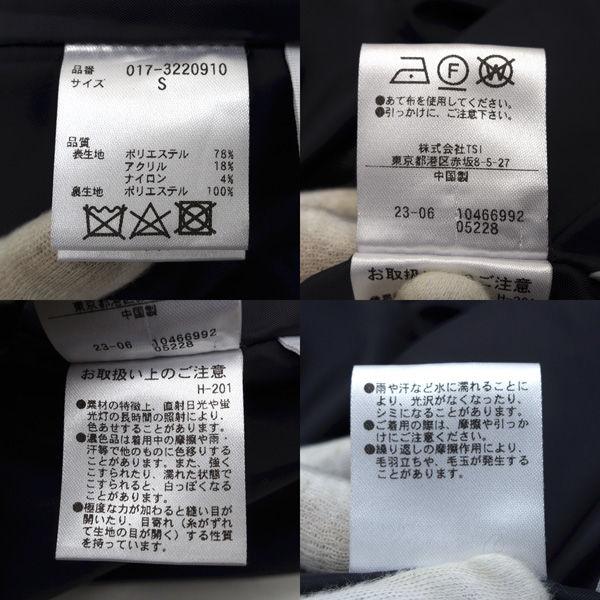 品番 017-3220910
サイズ S
品質
表生地 ポリエステル 78%
アクリル 18%
ナイロン 4%
裏生地 ポリエステル 100%
F W
●あて布を使用してください。
●引っかけに、ご注意下さい。
株式会社TSI
東京都港区赤坂8-5-27
中国製
23-06 10466992
05228
お取扱い上のご注意
H-201
東京都港区赤坂8-5-27
中国製
23-06 10466992
05228
お取扱い上のご注意
H-201
●素材の特徴上、直射日光や蛍
光灯の長時間の照射により、
色あせすることがあります。
●濃色品は着用中の摩擦や雨・
汗等で他のものに色移りする
ことがあります。また、強く
こすられたり、濡れた状態で
こすられると、白っぽくなる
ことがあります。
●極度な力が加わると縫い目が
開いたり、目寄れ（糸がずれ
て生地の目が開く）する性質
を持っています。
●雨や汗など水に濡れることに
より、光沢がなくなったり、
シミになることがあります。
●ご着用の際は、摩擦や引っか
けにご注意ください。
●繰り返しの摩擦作用により、
毛羽立ちや、毛玉が発生する
ことがあります。